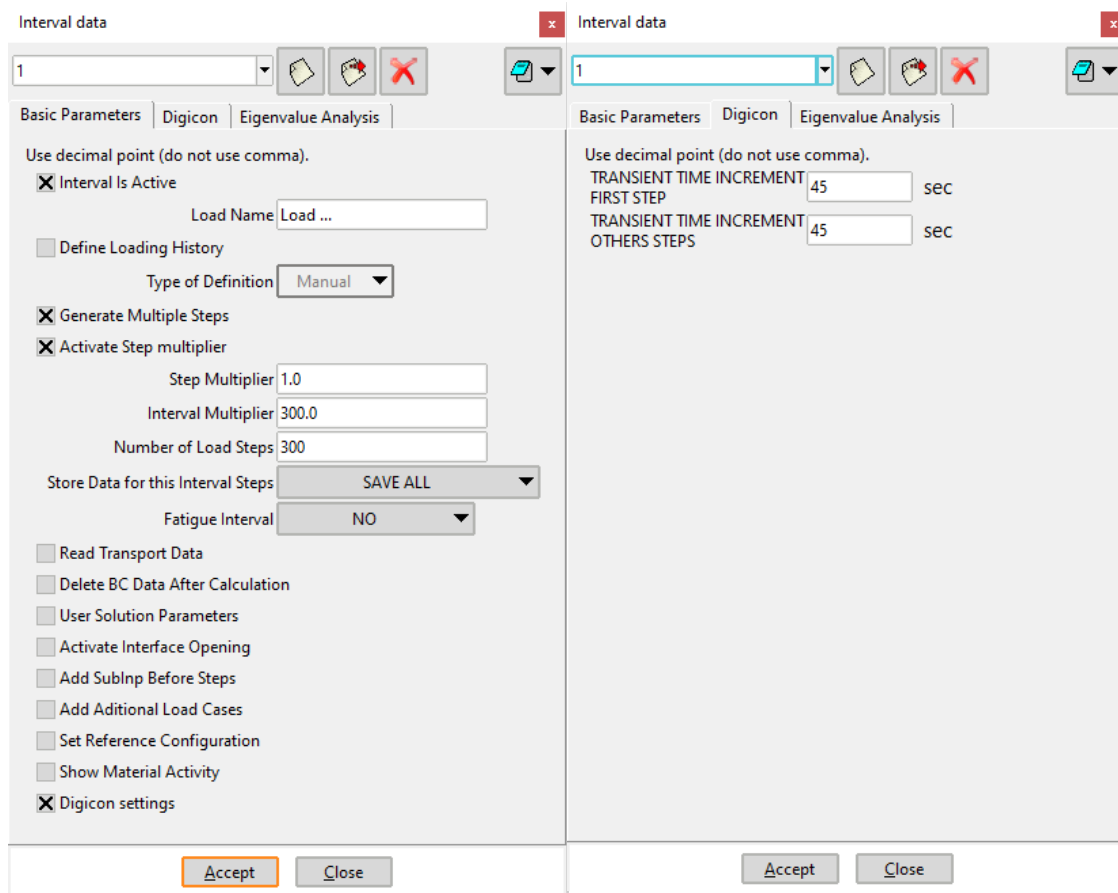 Interval data
x
1
Basic Parameters
Digicon
Eigenvalue Analysis
Use decimal point (do not use comma).
Interval Is Active
Load Name Load ...
Define Loading History
Type of Definition Manual
Generate Multiple Steps
Activate Step multiplier
Step Multiplier 1.0
Interval Multiplier 300.0
Number of Load Steps 300
Store Data for this Interval Steps SAVE ALL
Fatigue Interval NO
Read Transport Data
Delete BC Data After Calculation
User Solution Parameters
Activate Interface Opening
Add SubInp Before Steps
Add Aditional Load Cases
Set Reference Configuration
Show Material Activity
Digicon settings
Accept
Close
Interval data
x
1
Basic Parameters
Digicon
Eigenvalue Analysis
Use decimal point (do not use comma).
TRANSIENT TIME INCREMENT
FIRST STEP
45 sec
TRANSIENT TIME INCREMENT
OTHERS STEPS
45 sec
Accept
Close